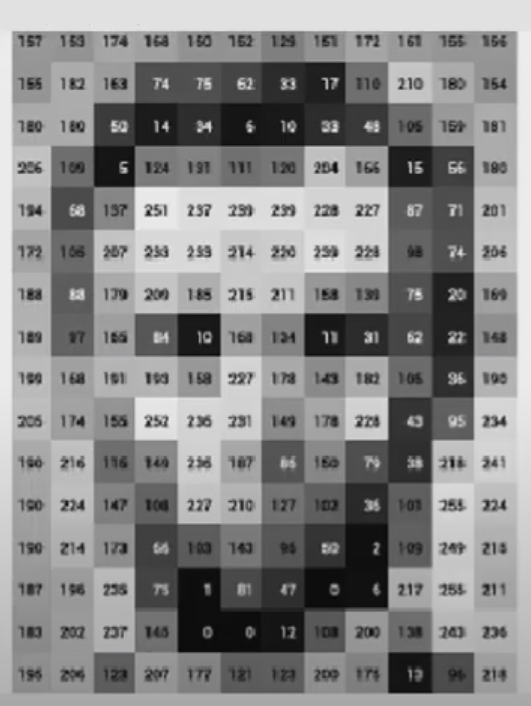 157 153 174 168 150 152 129 151 172 161 155 156
155 182 163 74 75 62 33 17 110 210 180 154
180 180 50 14 34 6 10 33 48 106 159 181
206 109 5 124 131 111 120 204 166 15 56 180
194 68 137 251 237 239 239 228 227 87 71 201
172 106 207 233 233 214 220 239 228 98 74 206
188 88 179 209 185 215 211 158 139 75 20 169
189 97 165 84 10 168 134 11 31 62 22 148
199 168 191 193 158 227 178 143 182 106 36 190
205 174 155 252 236 231 149 178 228 43 95 234
190 216 116 149 236 187 86 150 79 38 218 241
190 224 147 108 227 210 127 102 36 101 255 224
190 214 173 66 103 143 96 50 2 109 249 215
187 196 235 75 1 81 47 0 6 217 255 211
183 202 237 145 0 0 12 108 200 138 243 236
195 206 123 207 177 121 123 200 175 13 96 218